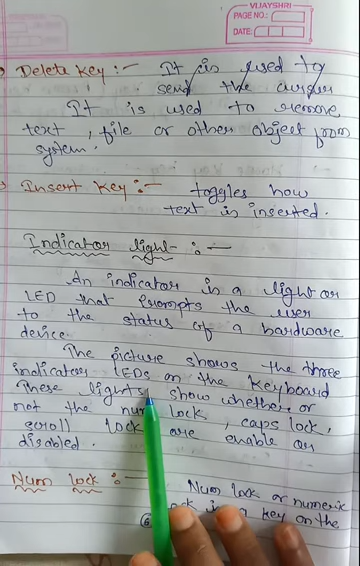 VIJAYSHRI
PAGE NO.:
DATE:
Delete Key :- It is used to
send the cursor
It is used to remove
text, file or other object from
system.
Insert Key :- toggles how
text is inserted.
Indicator light :-
An indicator is a light or
LED that prompts the user
to the status of a hardware
device.
The picture shows the three
indicators LEDs on the Keyboard
These lights show whether or
not the num lock, caps lock,
scroll lock are enable or
disabled.
Num lock :- Num lock or numeric
lock is a key on the